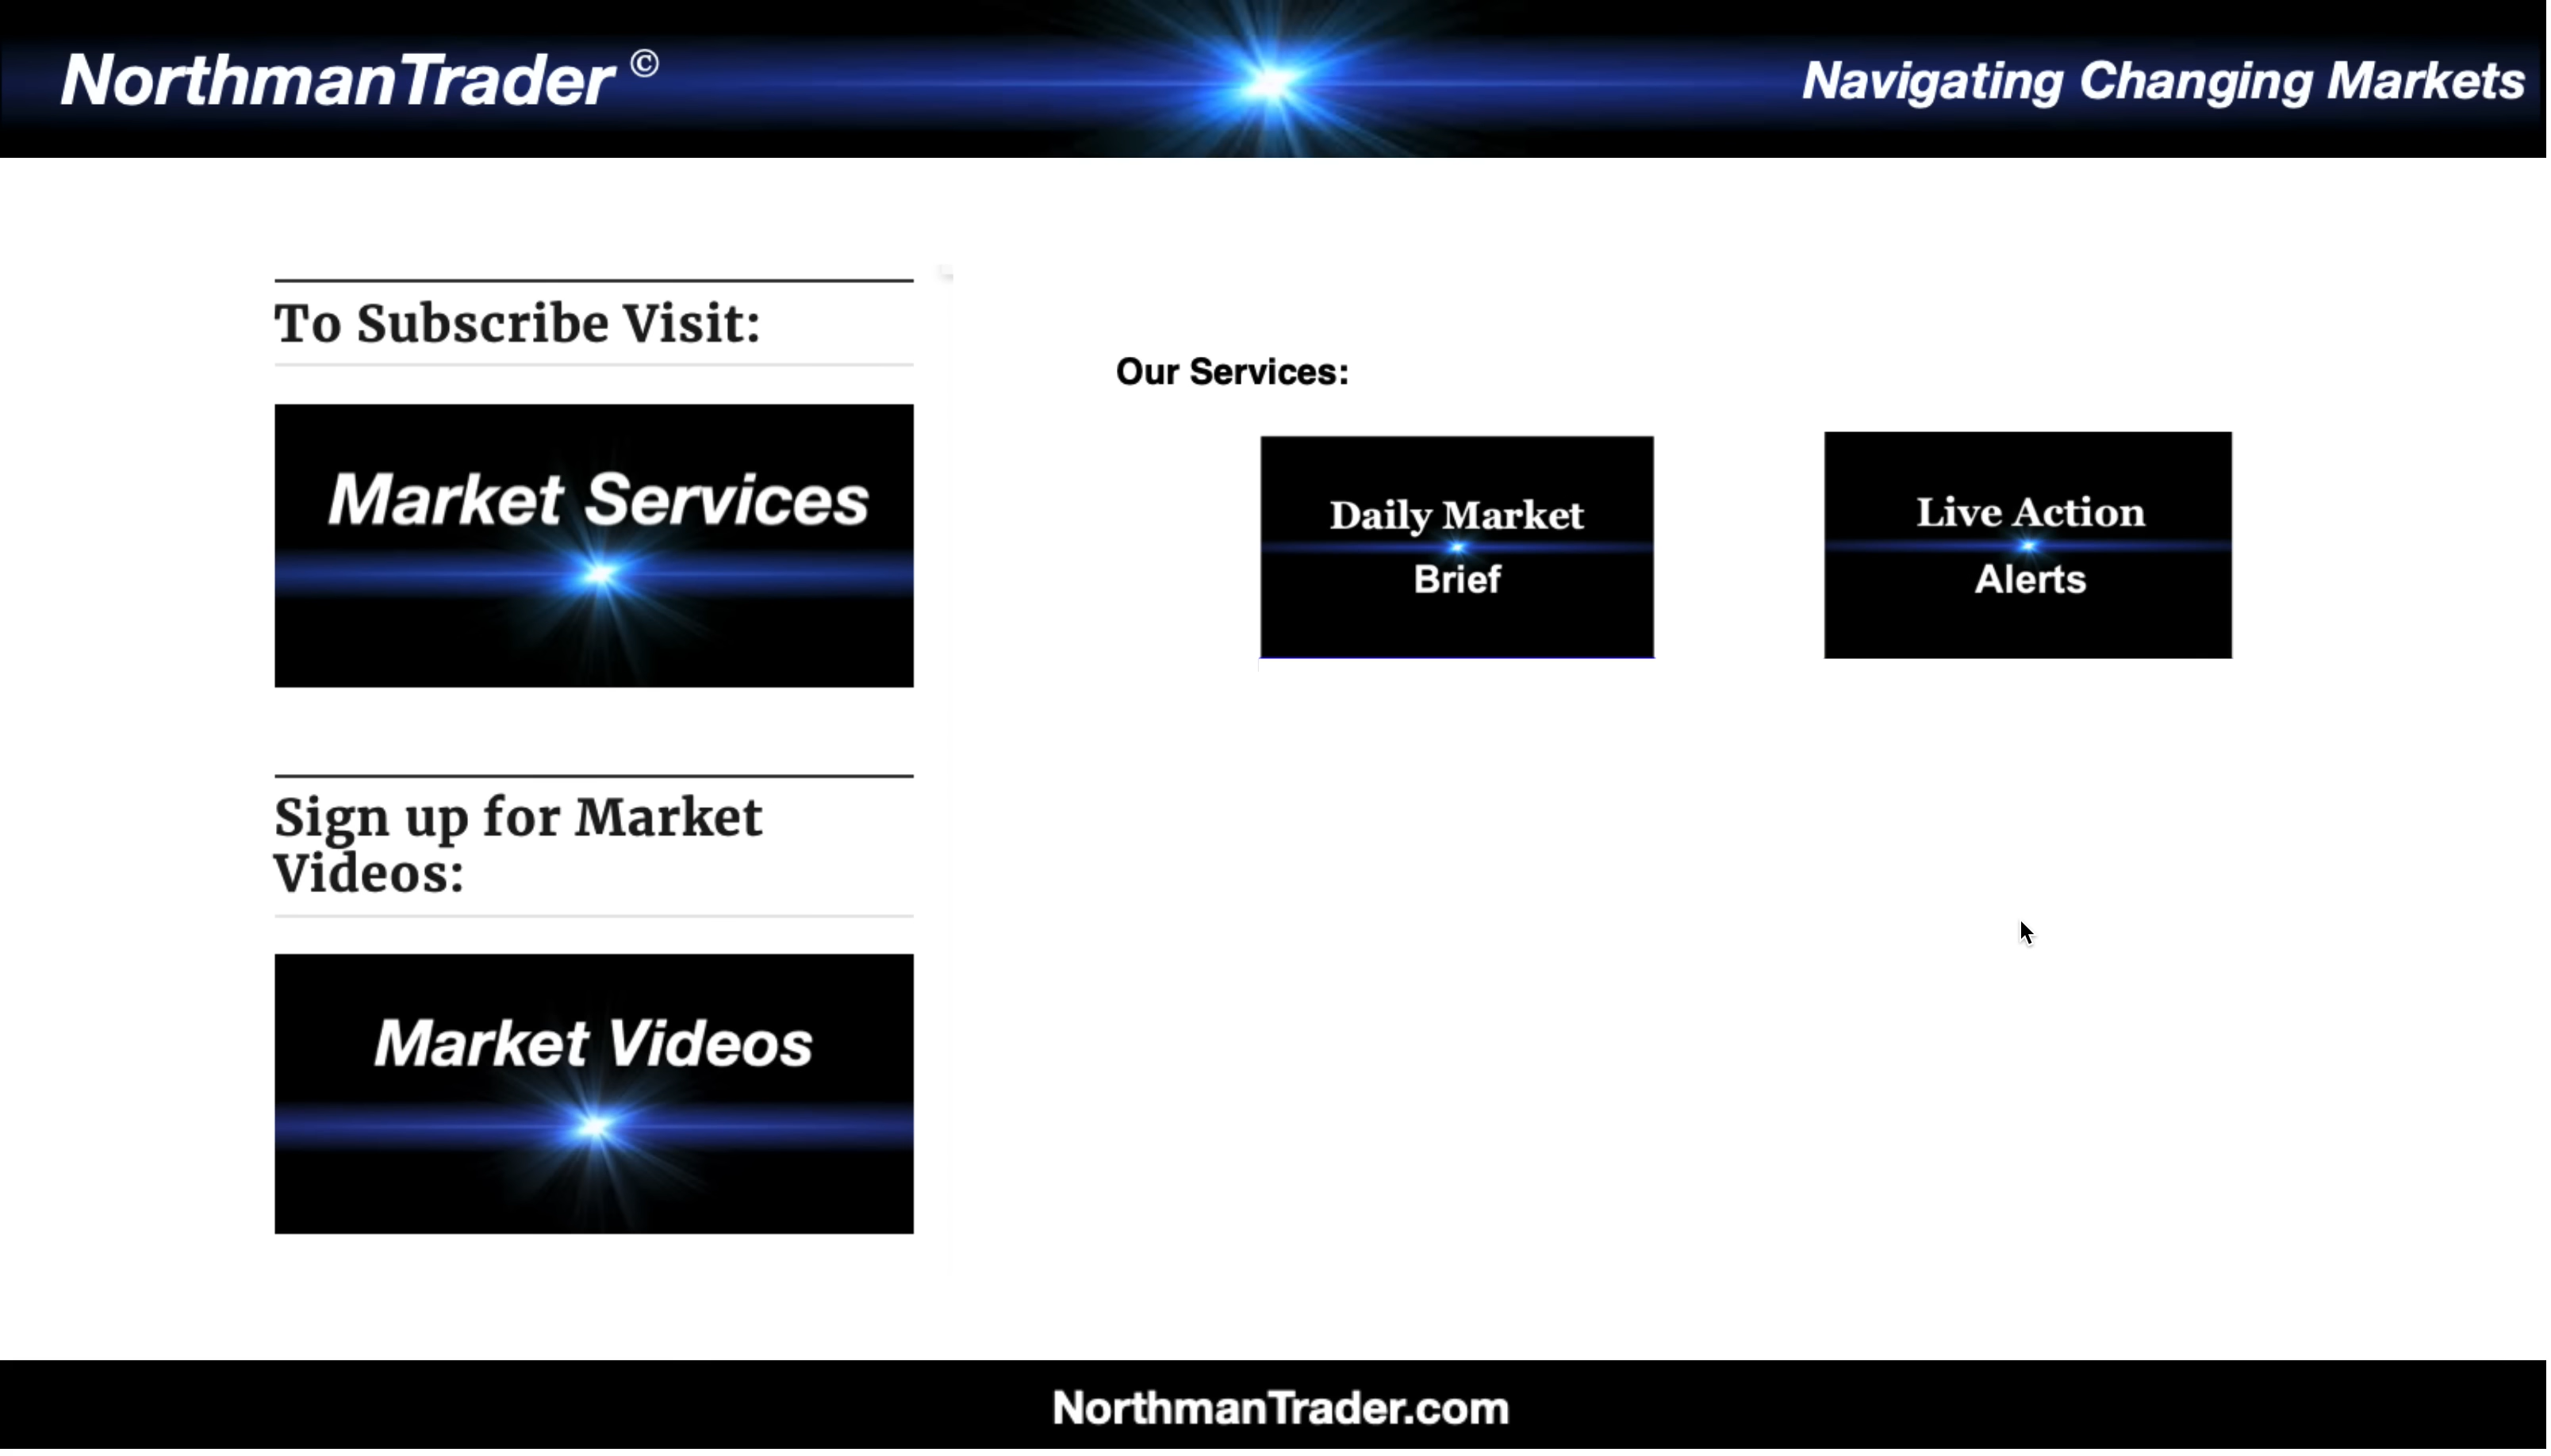 NorthmanTrader ©
Navigating Changing Markets
To Subscribe Visit:
Market Services
Sign up for Market
Videos:
Market Videos
Our Services:
Daily Market
Brief
Live Action
Alerts
NorthmanTrader.com